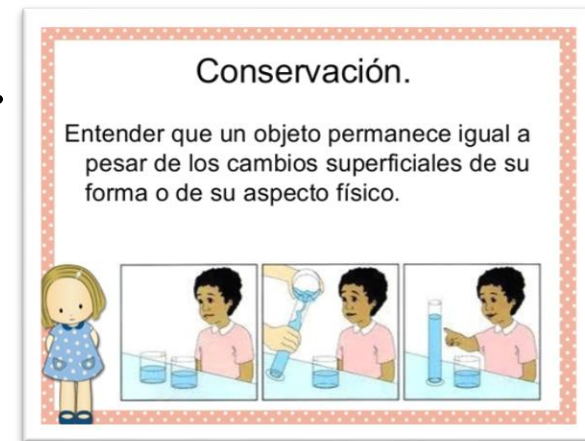 Conservación.
Entender que un objeto permanece igual a
pesar de los cambios superficiales de su
forma o de su aspecto físico.